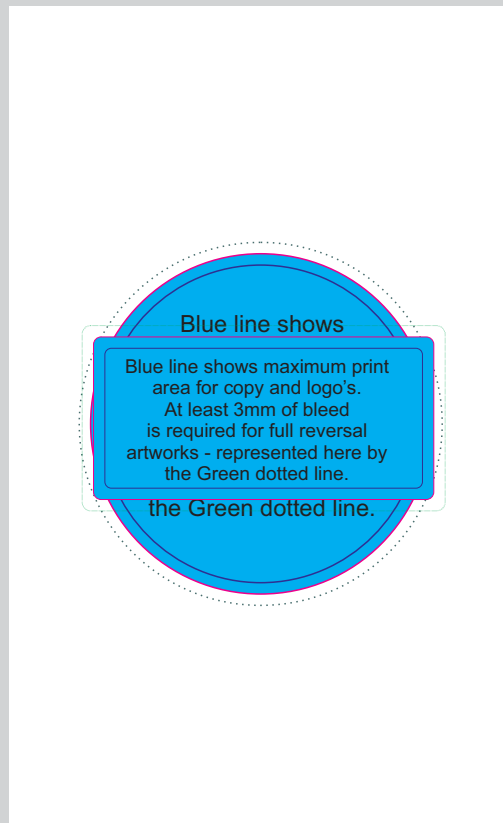 Blue line shows
Blue line shows maximum print
area for copy and logo's.
At least 3mm of bleed
is required for full reversal
artworks - represented here by
the Green dotted line.
the Green dotted line.